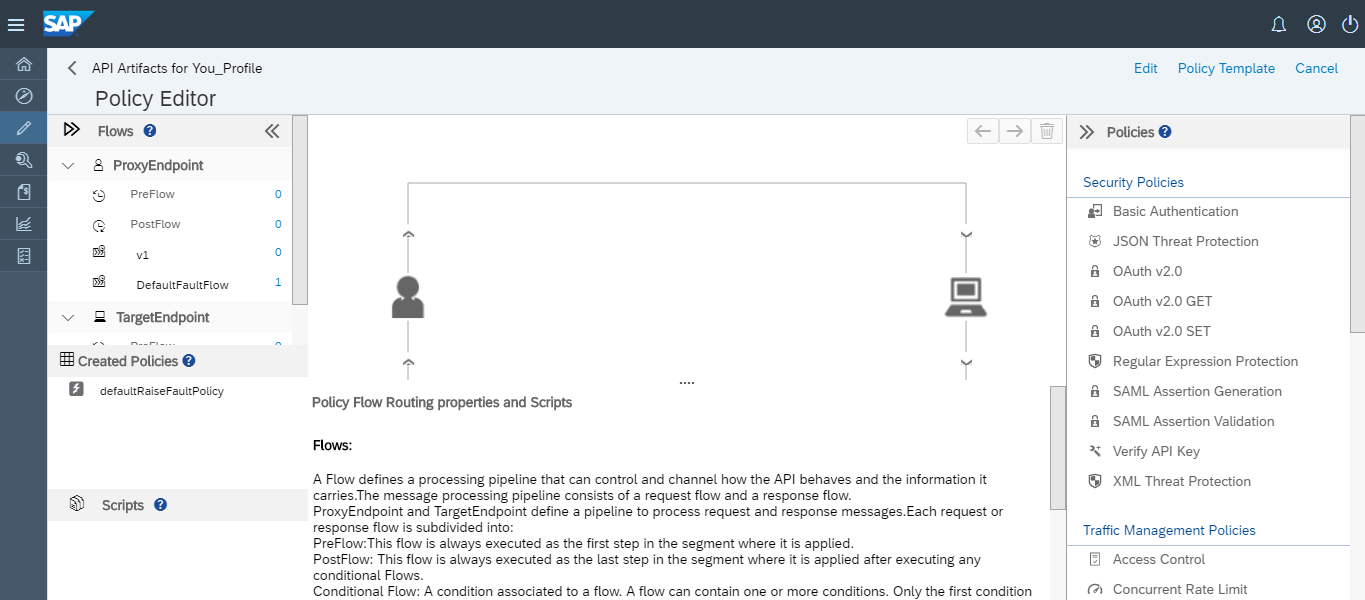 SAP
API Artifacts for You_Profile
Edit
Policy Template
Cancel
Policy Editor
Flows ?
ProxyEndpoint
PreFlow 0
PostFlow 0
v1 0
DefaultFaultFlow 1
TargetEndpoint
PreFlow 0
Created Policies ?
defaultRaiseFaultPolicy
Scripts ?
....
Policy Flow Routing properties and Scripts
Flows:
A Flow defines a processing pipeline that can control and channel how the API behaves and the information it
carries.The message processing pipeline consists of a request flow and a response flow.
ProxyEndpoint and TargetEndpoint define a pipeline to process request and response messages.Each request or
response flow is subdivided into:
PreFlow:This flow is always executed as the first step in the segment where it is applied.
PostFlow: This flow is always executed as the last step in the segment where it is applied after executing any
conditional Flows.
Conditional Flow: A condition associated to a flow. A flow can contain one or more conditions. Only the first condition
Policies ?
Security Policies
Basic Authentication
JSON Threat Protection
OAuth v2.0
OAuth v2.0 GET
OAuth v2.0 SET
Regular Expression Protection
SAML Assertion Generation
SAML Assertion Validation
Verify API Key
XML Threat Protection
Traffic Management Policies
Access Control
Concurrent Rate Limit